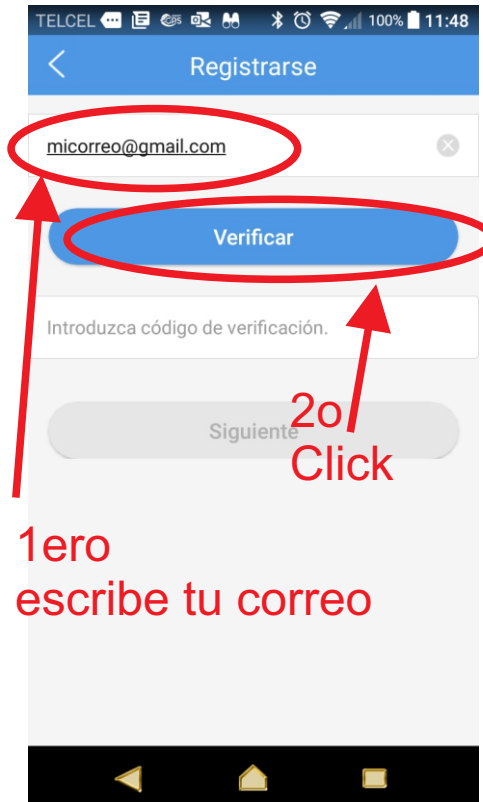 TELCEL 100% 11:48
Registrarse
micorreo@gmail.com
Verificar
Introduzca código de verificación.
2o
Siguiente
Click
1ero
escribe tu correo